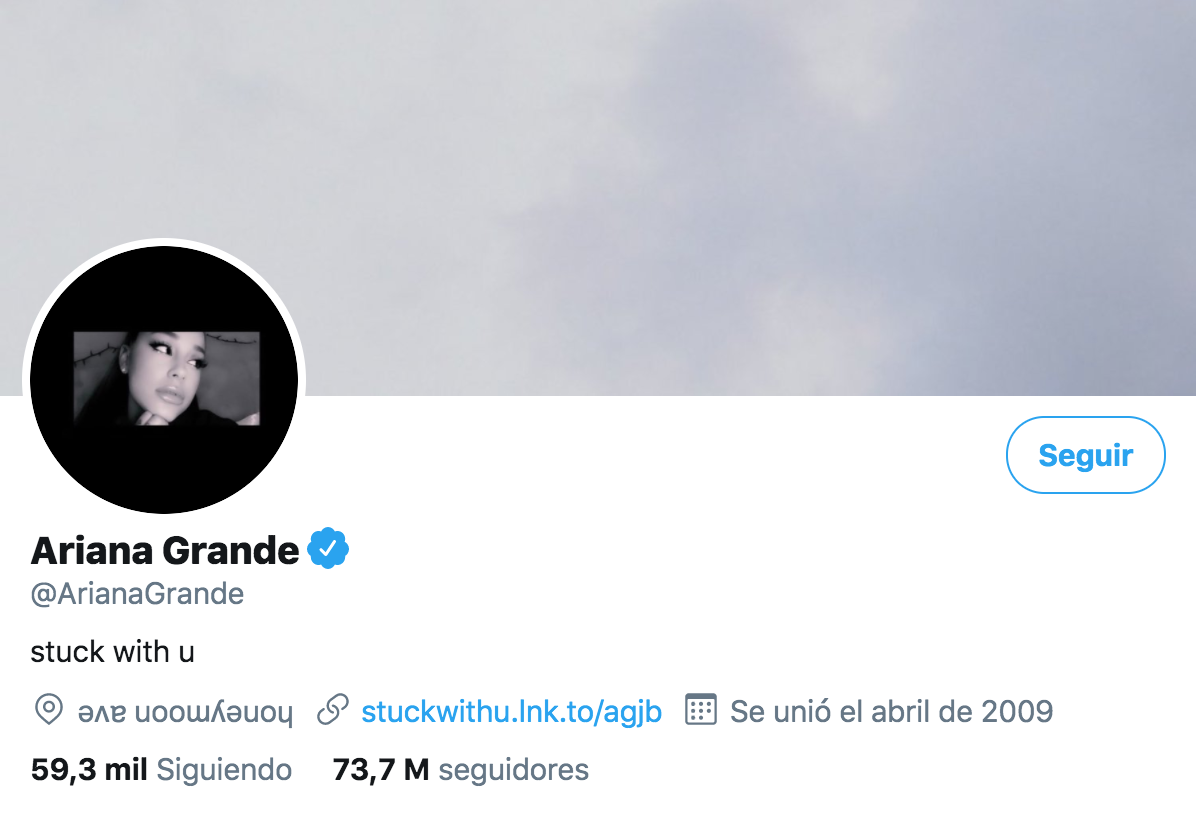 Seguir
Ariana Grande
@ArianaGrande
stuck with u
ǝʌɐ uooɯʎǝuoɥ stuckwithu.lnk.to/agjb Se unió el abril de 2009
59,3 mil Siguiendo 73,7 M seguidores